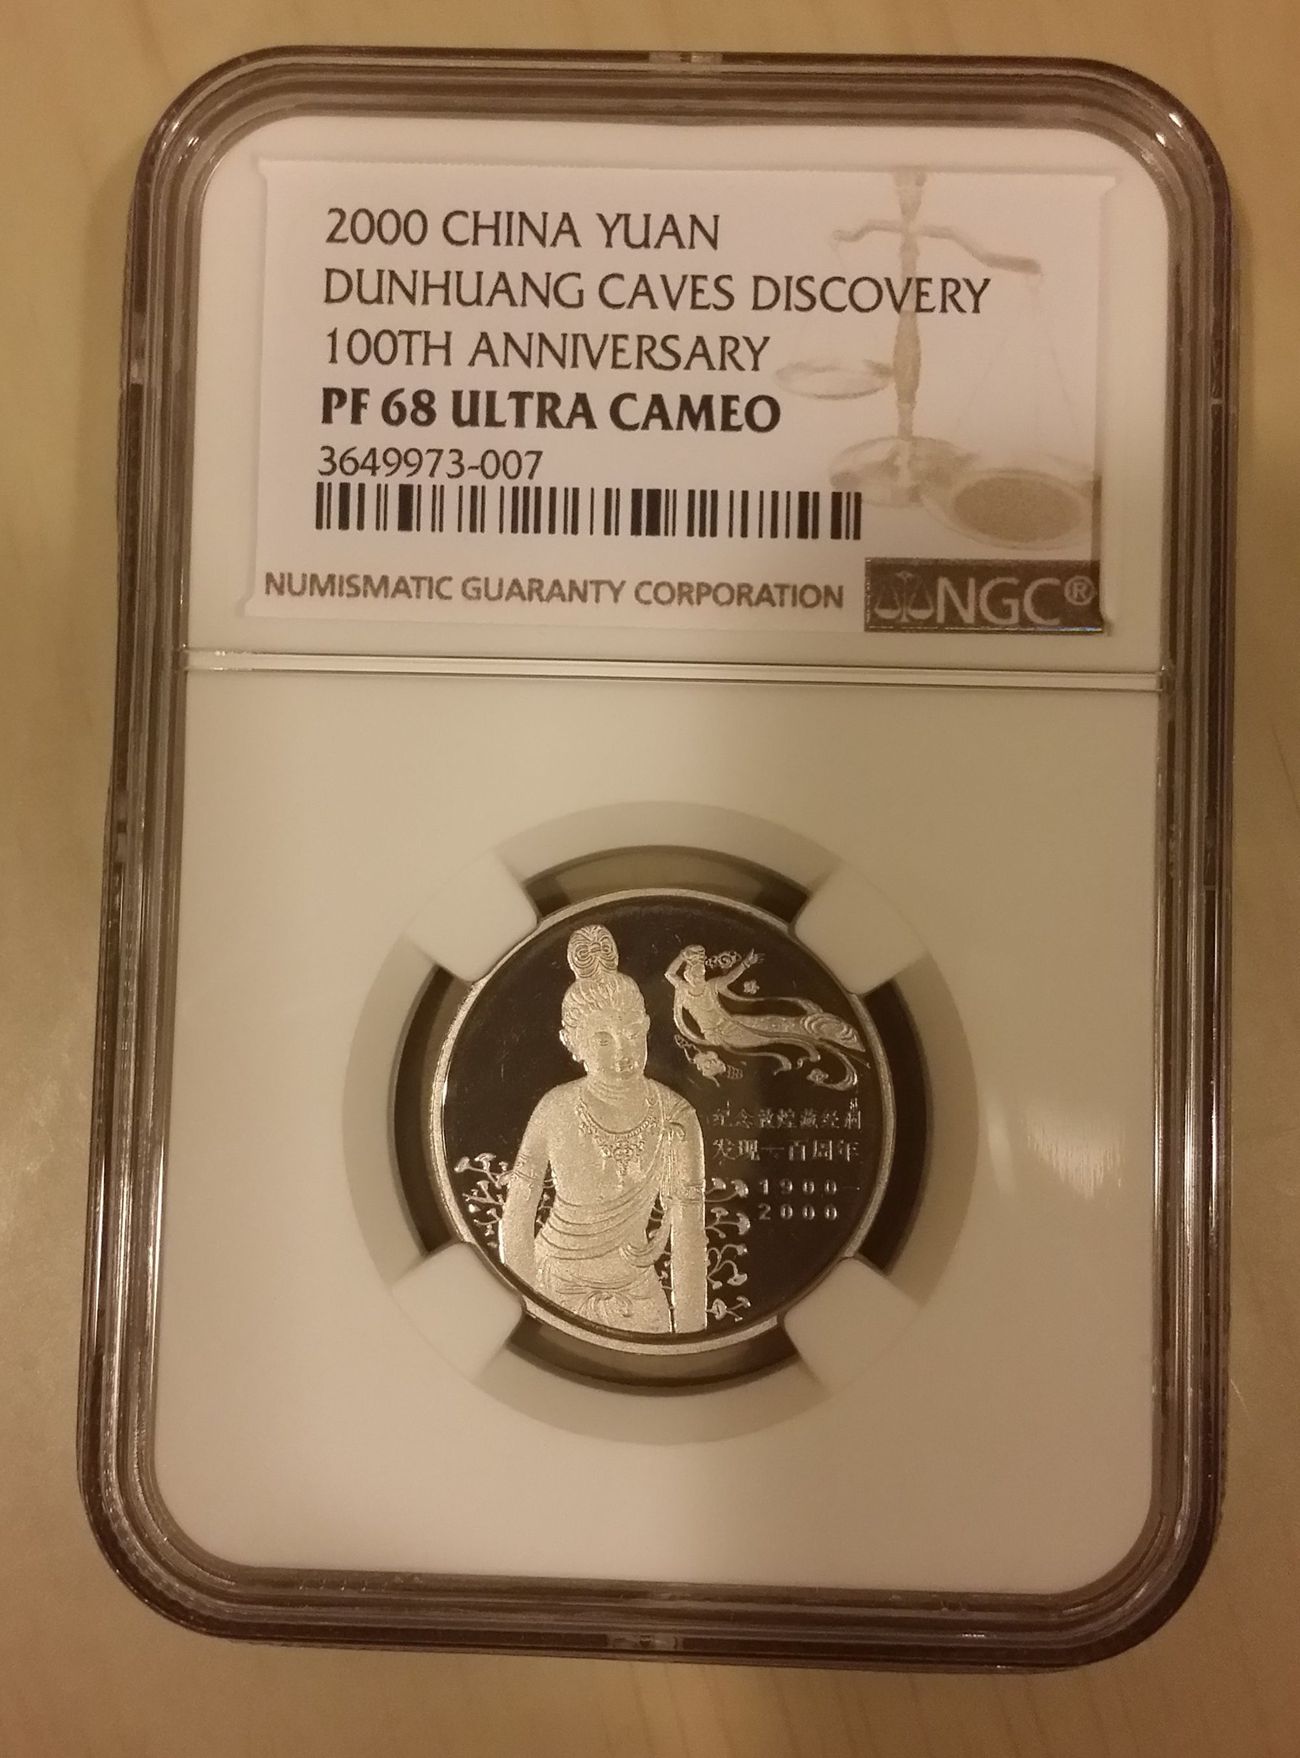 2000 CHINA YUAN
DUNHUANG CAVES DISCOVERY
100TH ANNIVERSARY
PF 68 ULTRA CAMEO
3649973-007
NUMISMATIC GUARANTY CORPORATION
NGC®
纪念敦煌藏经洞
发现一百周年
1900-
2000